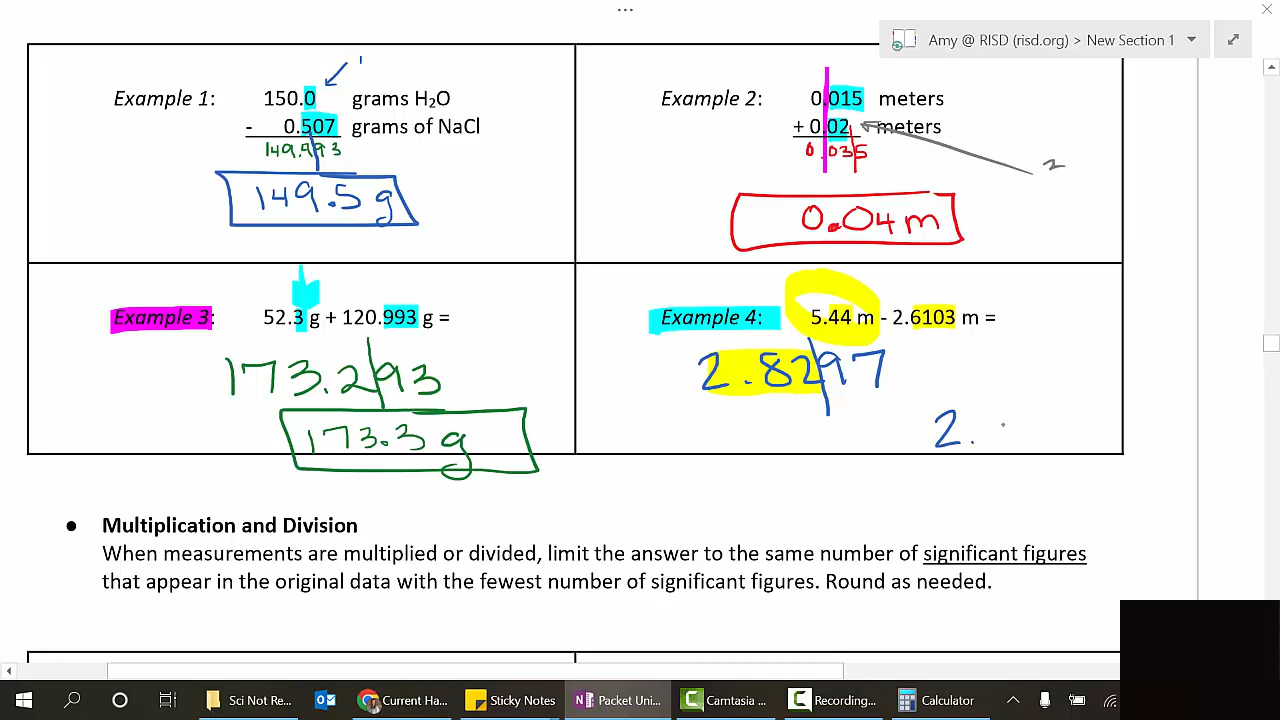 Amy @ RISD (risd.org) > New Section 1
Example 1: 150.0 grams H₂O
- 0.507 grams of NaCl
149.993
149.5 g
Example 2: 0.015 meters
+ 0.02 meters
2
0.035
0.04 m
Example 3: 52.3 g + 120.993 g =
173.293
173.3 g
Example 4: 5.44 m - 2.6103 m =
2.8297
2.
● Multiplication and Division
When measurements are multiplied or divided, limit the answer to the same number of significant figures
that appear in the original data with the fewest number of significant figures. Round as needed.
Sci Not Re...
Current Ha...
Sticky Notes
Packet Uni...
Camtasia ...
Recording...
Calculator